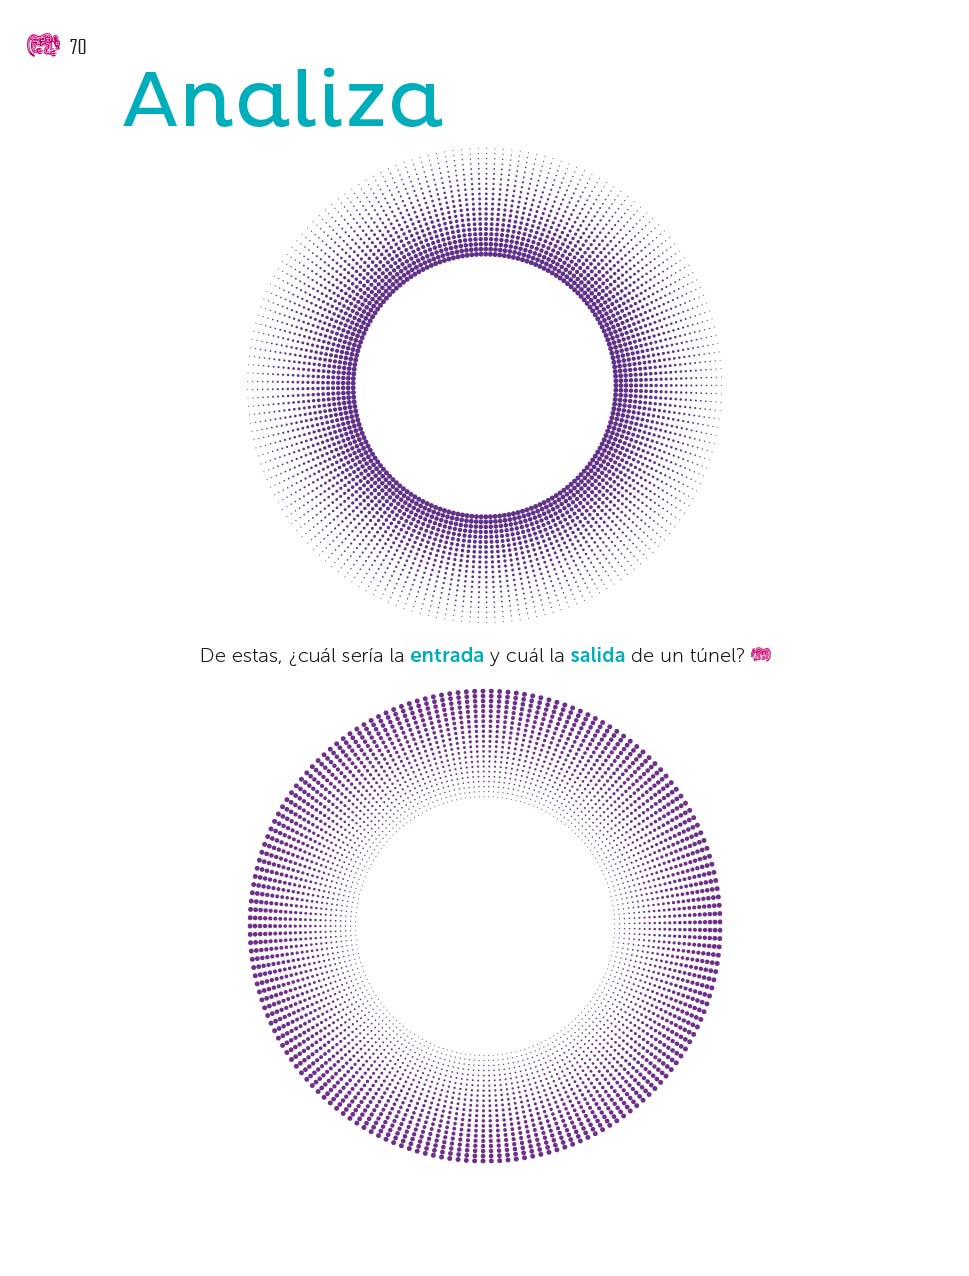 70
Analiza
De estas, ¿cuál sería la entrada y cuál la salida de un túnel?